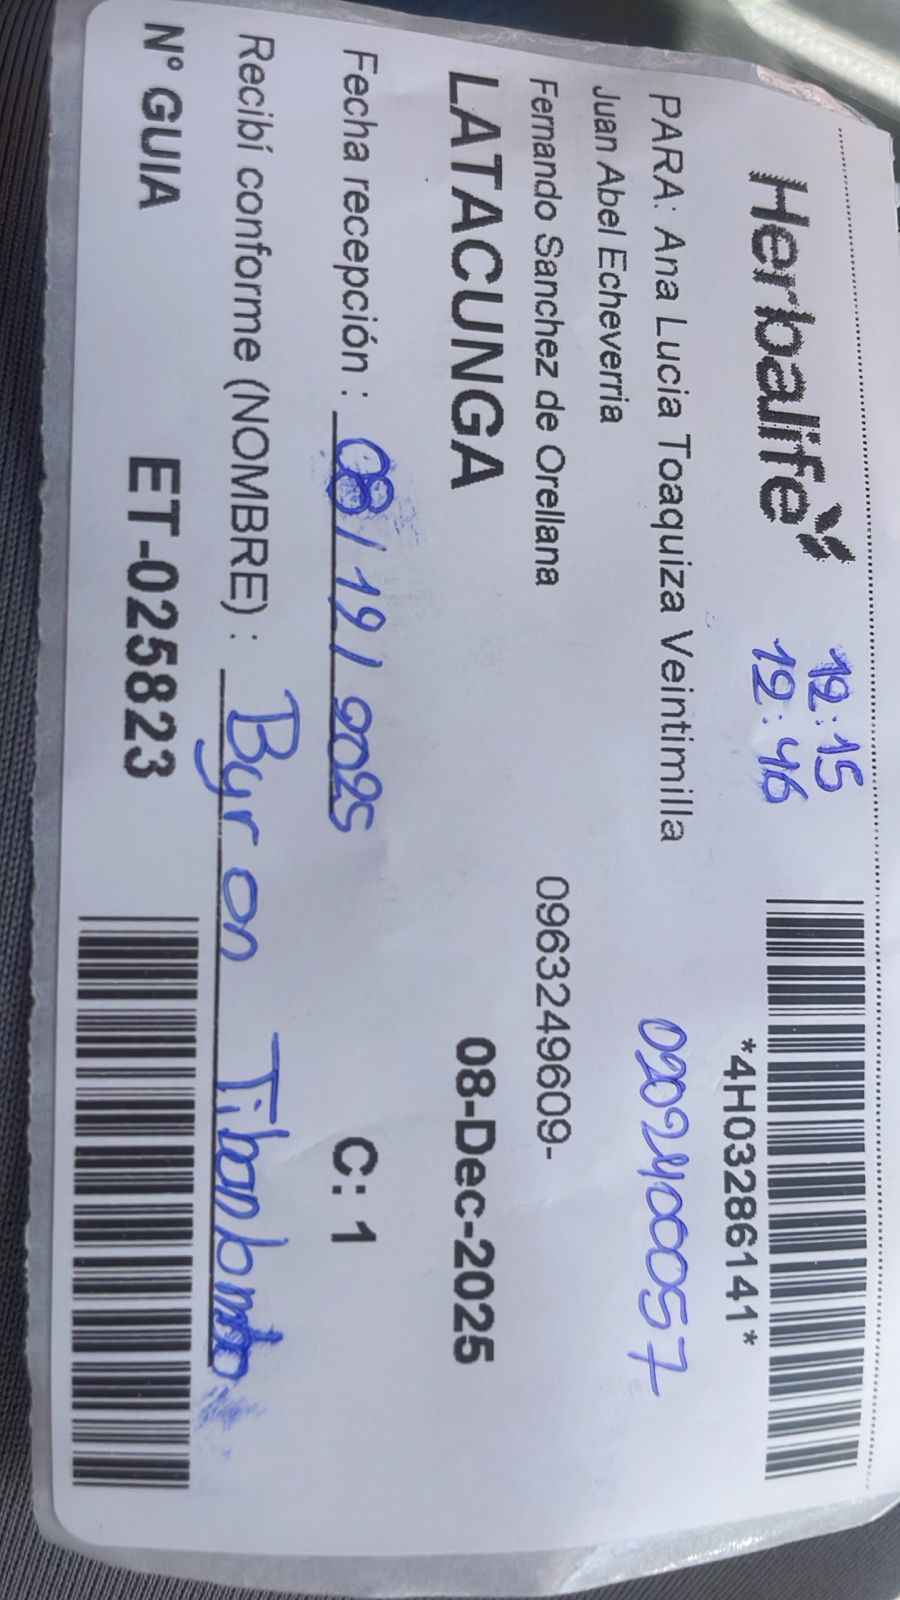 Herbalife
12:15
12:46
*4H03286141*
PARA: Ana Lucia Toaquiza Veintimilla
0202400057
Juan Abel Echeverria
Fernando Sanchez de Orellana 0963249609-
LATACUNGA 08-Dec-2025
Fecha recepción : 08/12/2025 C: 1
Recibí conforme (NOMBRE) : Byron
N° GUIA ET-025823